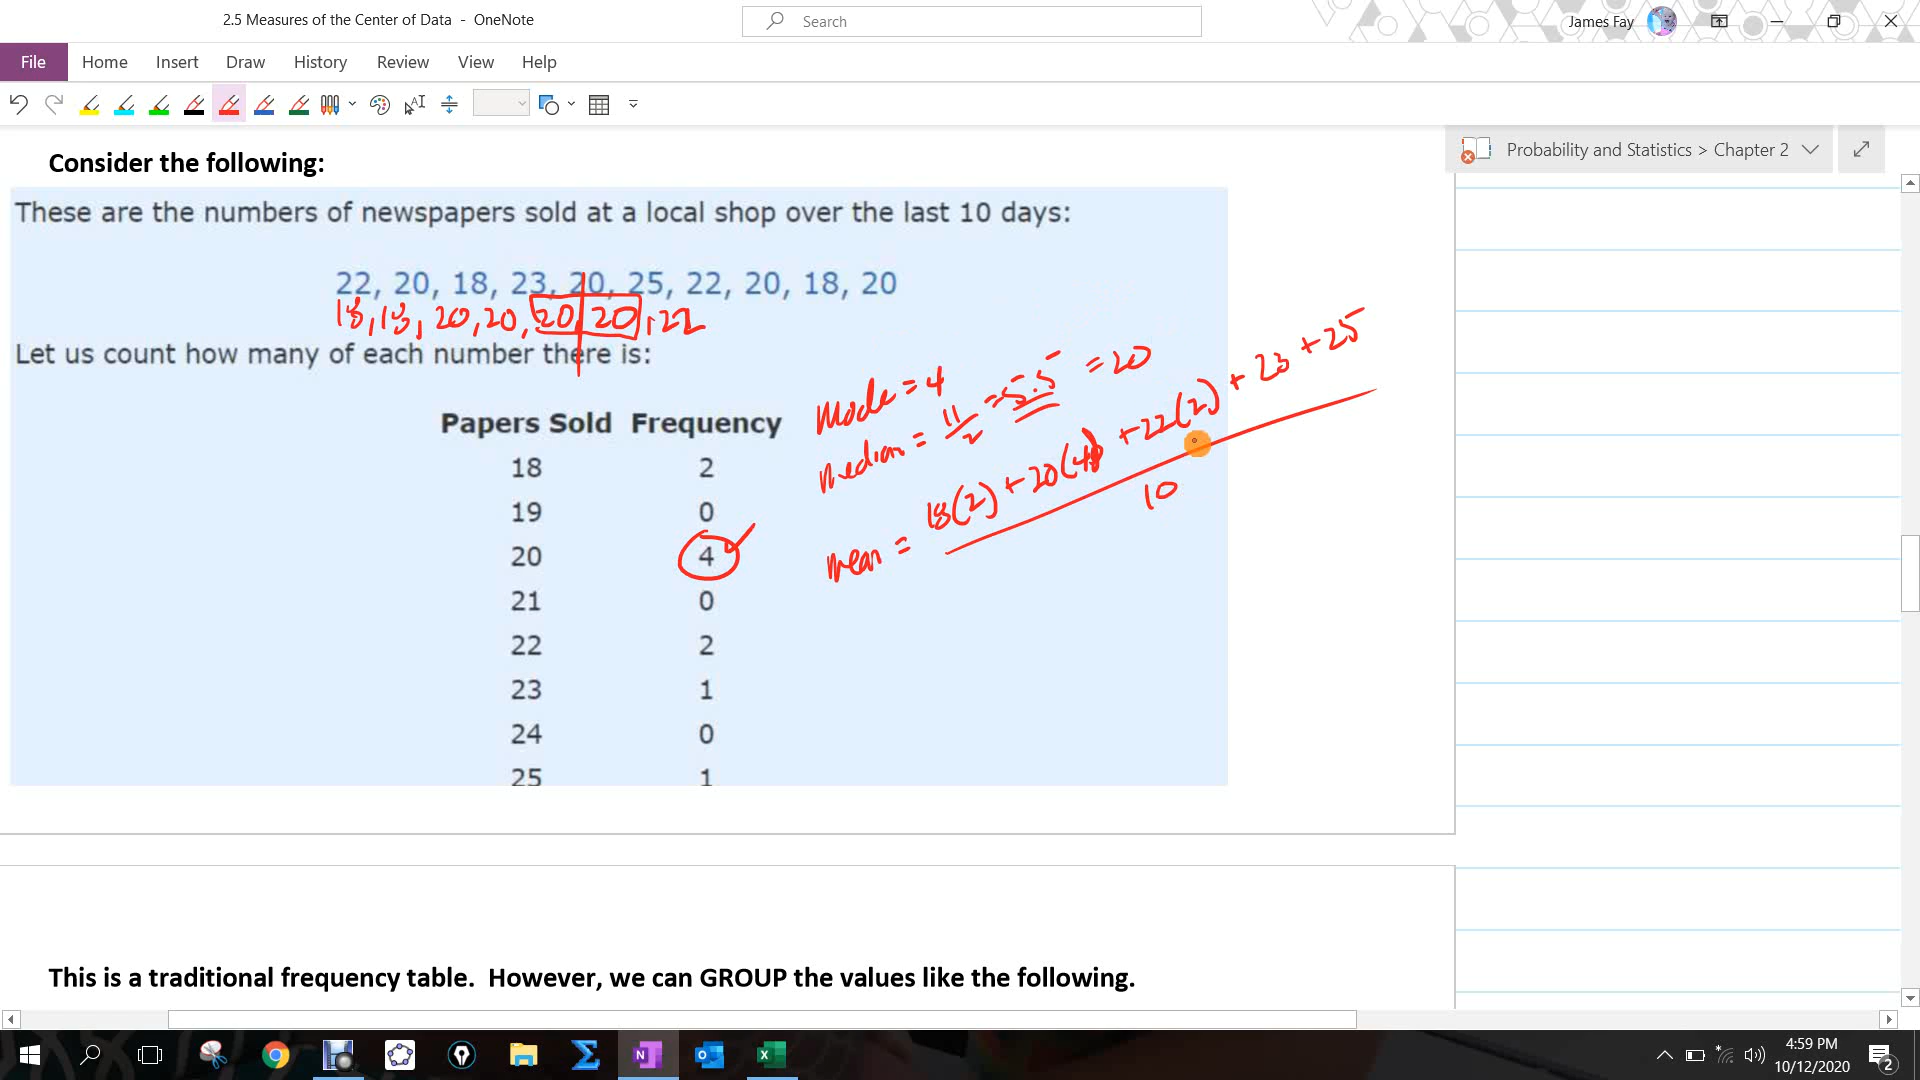 2.5 Measures of the Center of Data - OneNote
Search
James Fay
File Home Insert Draw History Review View Help
Probability and Statistics > Chapter 2
Consider the following:
These are the numbers of newspapers sold at a local shop over the last 10 days:
22, 20, 18, 23, 20, 25, 22, 20, 18, 20
18, 18, 20, 20, 20, 20, 22
Let us count how many of each number there is:
mode = 4
median = 11/2 = 5.5 = 20
mean = 18(2) + 20(4) + 22(2) + 23 + 25
10
Papers Sold Frequency
18 2
19 0
20 4
21 0
22 2
23 1
24 0
25 1
This is a traditional frequency table. However, we can GROUP the values like the following.
4:59 PM
10/12/2020
2